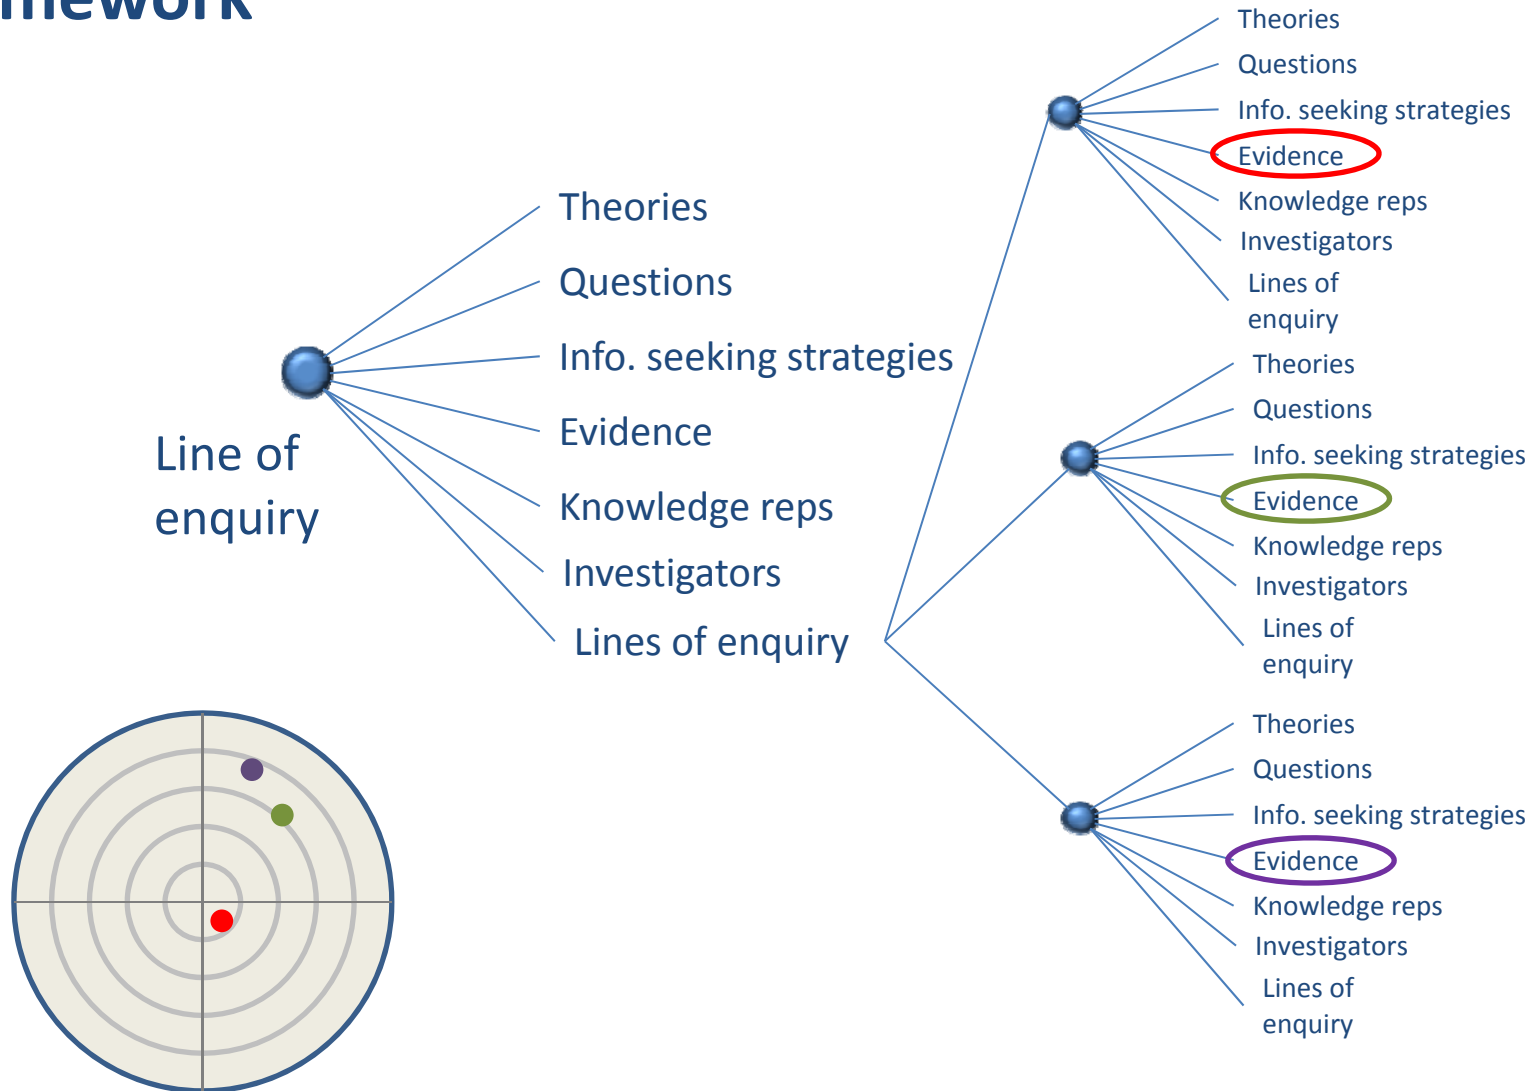 mework
Line of
enquiry
Theories
Questions
Info. seeking strategies
Evidence
Knowledge reps
Investigators
Lines of enquiry
Theories
Questions
Info. seeking strategies
Evidence
Knowledge reps
Investigators
Lines of
enquiry
Theories
Questions
Info. seeking strategies
Evidence
Knowledge reps
Investigators
Lines of
enquiry
Theories
Questions
Info. seeking strategies
Evidence
Knowledge reps
Investigators
Lines of
enquiry